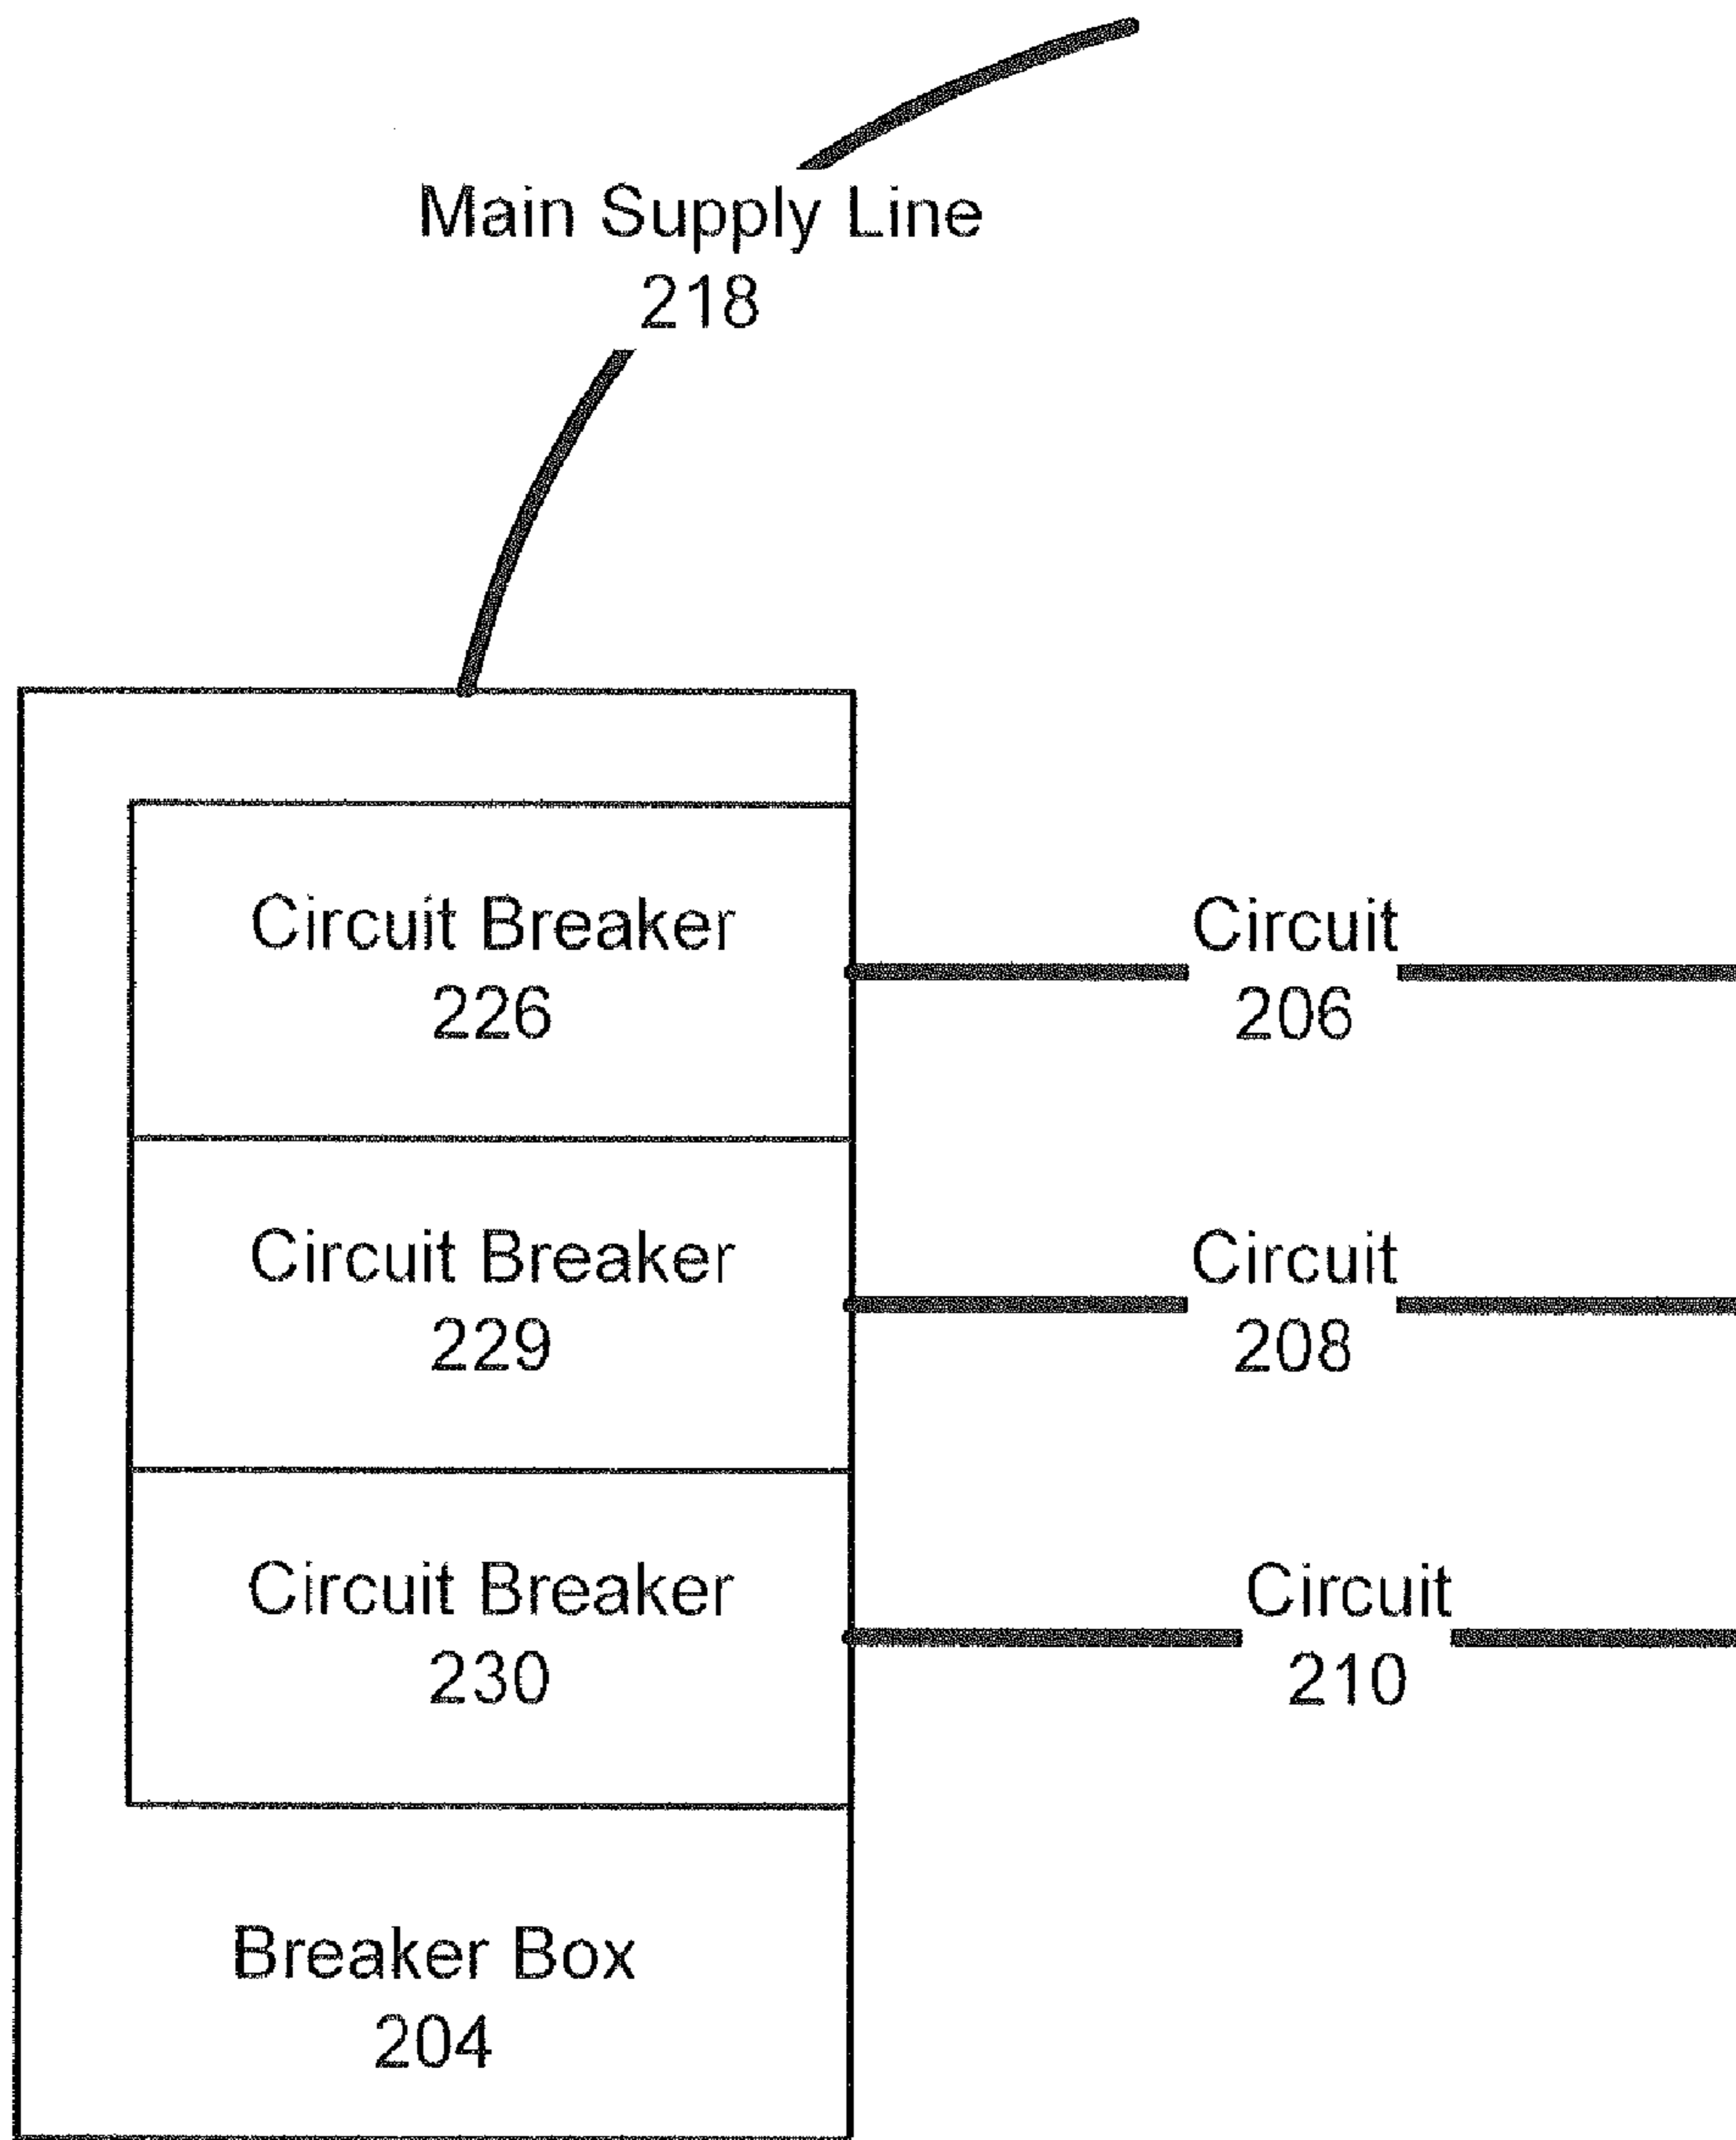 Main Supply Line
218
Circuit Breaker
226
Circuit
206
Circuit Breaker
229
Circuit
208
Circuit Breaker
230
Circuit
210
Breaker Box
204